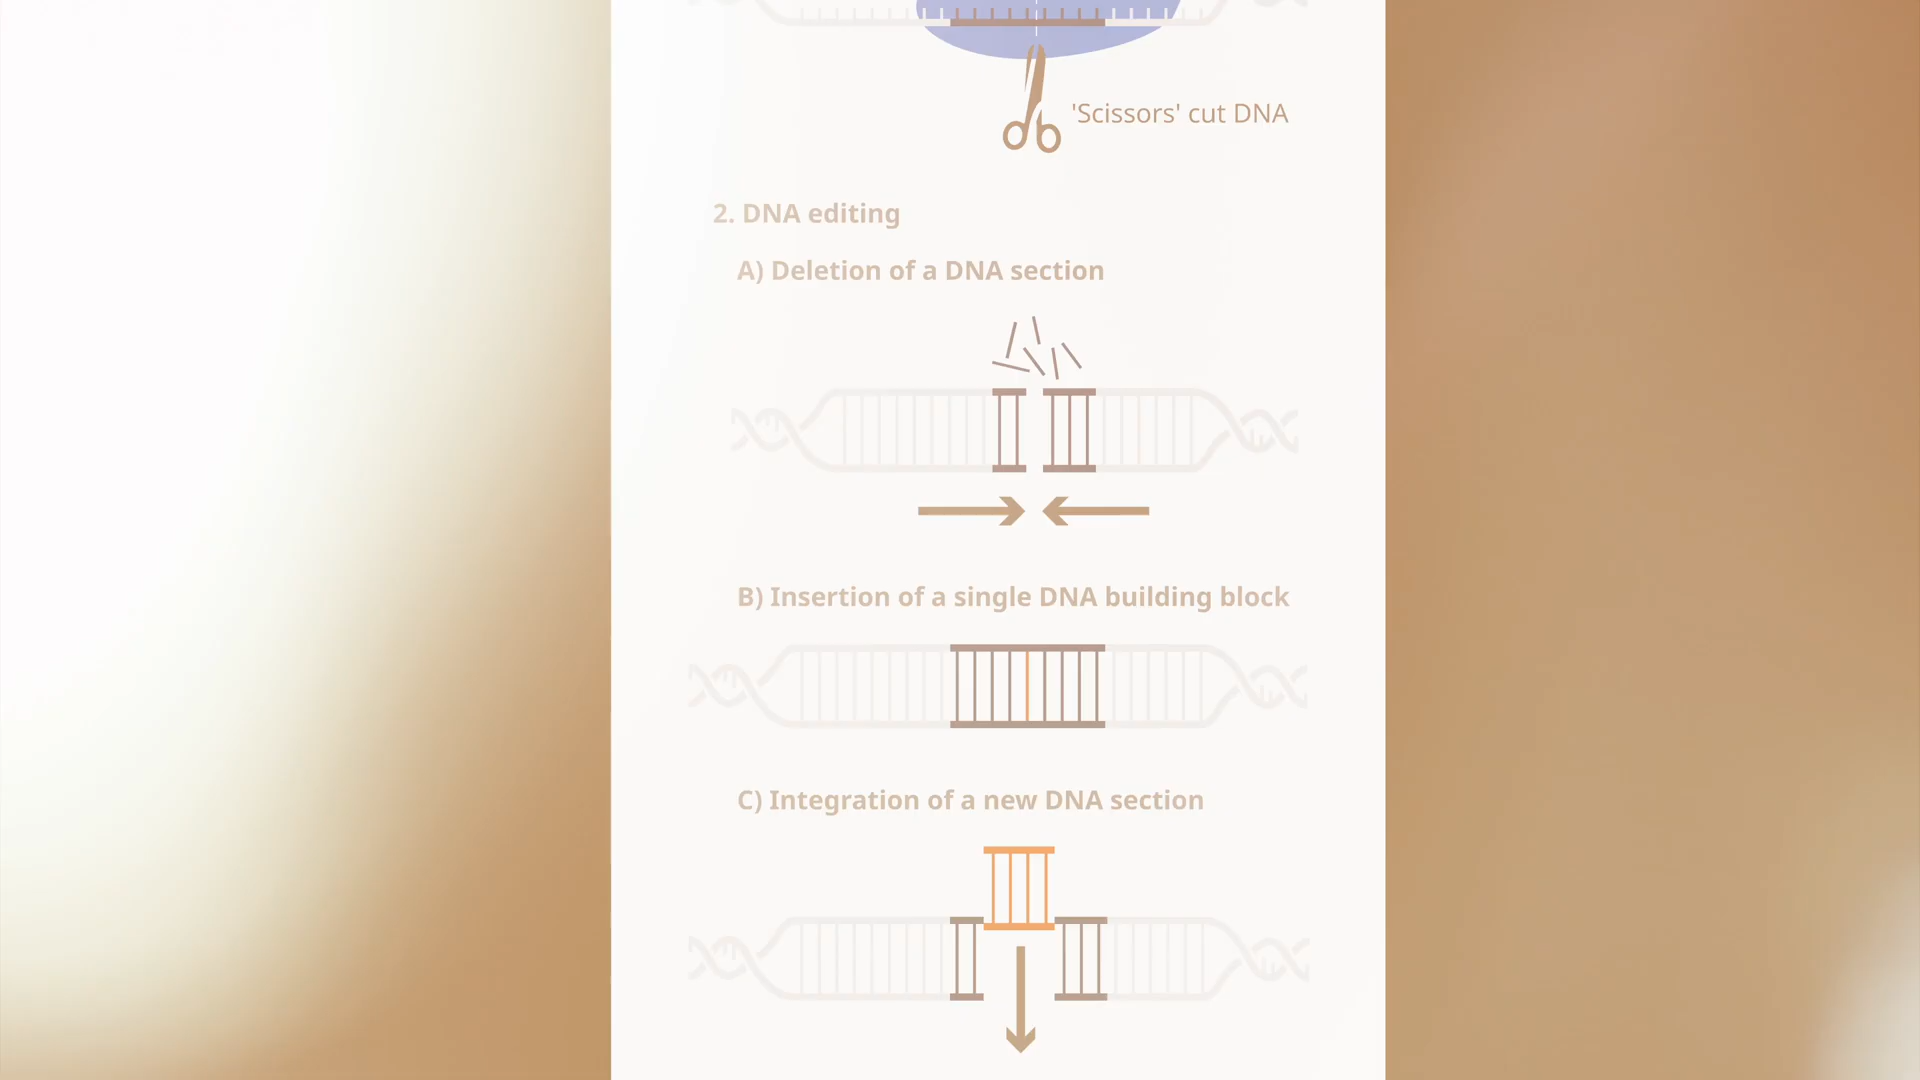 'Scissors' cut DNA
2. DNA editing
A) Deletion of a DNA section
B) Insertion of a single DNA building block
C) Integration of a new DNA section